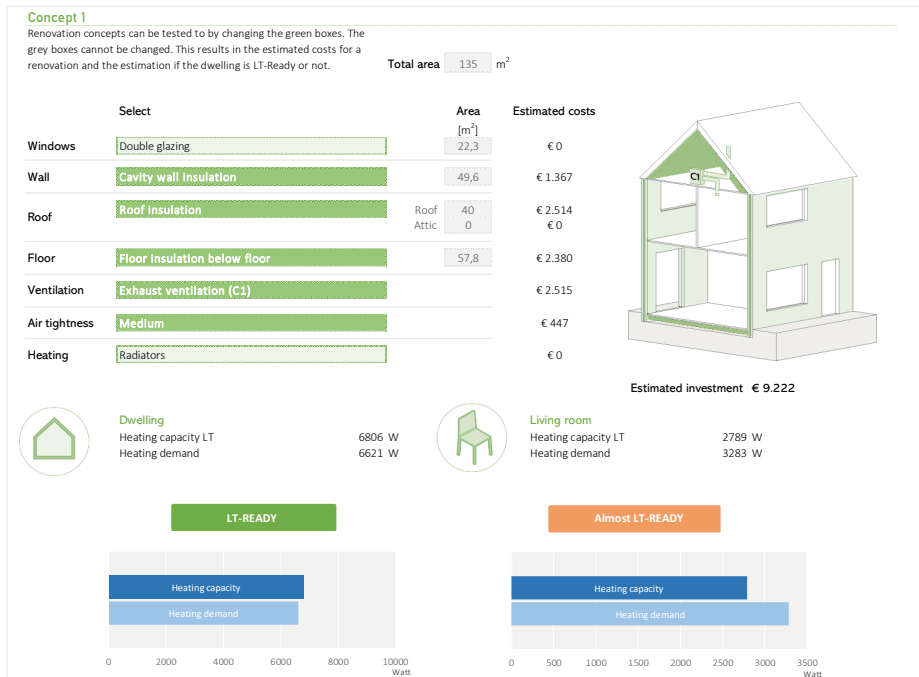 Concept 1
Renovation concepts can be tested to by changing the green boxes. The
grey boxes cannot be changed. This results in the estimated costs for a
renovation and the estimation if the dwelling is LT-Ready or not.
Total area 135 m²
Select Area Estimated costs
[m²]
Windows Double glazing 22,3 € 0
Wall Cavity wall insulation 49,6 € 1.367
Roof Roof insulation Roof 40 € 2.514
Attic 0 € 0
Floor Floor insulation below floor 57,8 € 2.380
Ventilation Exhaust ventilation (C1) € 2.515
Air tightness Medium € 447
Heating Radiators € 0
C1
Estimated investment € 9.222
Dwelling
Heating capacity LT 6806 W
Heating demand 6621 W
Living room
Heating capacity LT 2789 W
Heating demand 3283 W
LT-READY
Almost LT-READY
Heating capacity
Heating demand
0 2000 4000 6000 8000 10000
Watt
Heating capacity
Heating demand
0 500 1000 1500 2000 2500 3000 3500
Watt